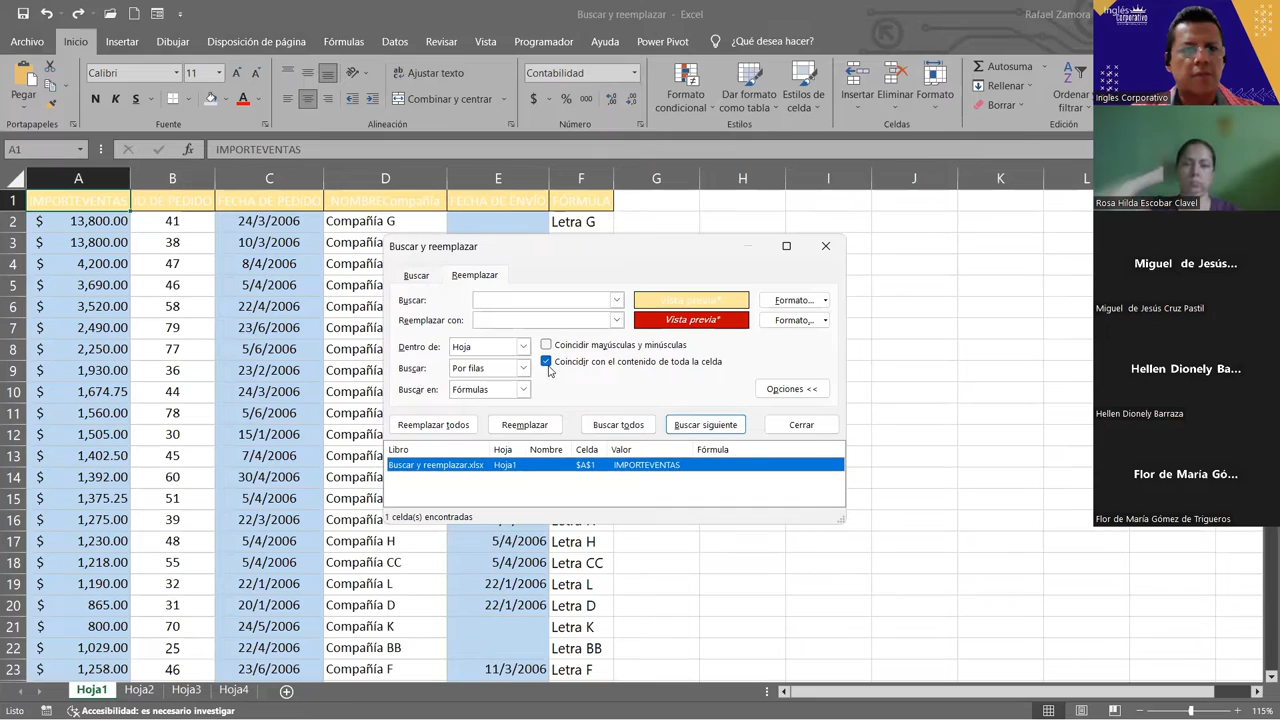 Buscar y reemplazar - Excel
Rafael Zamora
Archivo Inicio Insertar Dibujar Disposición de página Fórmulas Datos Revisar Vista Programador Ayuda Power Pivot ¿Qué desea hacer?
Pegar
Calibri 11
N K S
Ajustar texto
Combinar y centrar
Contabilidad
$ % 000
Formato condicional
Dar formato como tabla
Estilos de celda
Insertar Eliminar Formato
Autosuma
Rellenar
Borrar
Ordenar
filtrar
Portapapeles Fuente Alineación Número Estilos Celdas Edición
A1 fx IMPORTEVENTAS
A B C D E F G H I J K L
1 IMPORTEVENTAS ID DE PEDIDO FECHA DE PEDIDO NOMBRECompañía FECHA DE ENVÍO FÓRMULA
2 $ 13,800.00 41 24/3/2006 Compañía G Letra G
3 $ 13,800.00 38 10/3/2006 Compañía
4 $ 4,200.00 47 8/4/2006 Compañía
5 $ 3,690.00 46 5/4/2006 Compañía
6 $ 3,520.00 58 22/4/2006 Compañía
7 $ 2,490.00 79 23/6/2006 Compañía
8 $ 2,250.00 77 5/6/2006 Compañía
9 $ 1,930.00 36 23/2/2006 Compañía
10 $ 1,674.75 44 24/3/2006 Compañía
11 $ 1,560.00 78 5/6/2006 Compañía
12 $ 1,505.00 30 15/1/2006 Compañía
13 $ 1,402.50 45 7/4/2006 Compañía
14 $ 1,392.00 60 30/4/2006 Compañía
15 $ 1,375.25 51 5/4/2006 Compañía
16 $ 1,275.00 39 22/3/2006 Compañía
17 $ 1,230.00 48 5/4/2006 Compañía H 5/4/2006 Letra H
18 $ 1,218.00 55 5/4/2006 Compañía CC 5/4/2006 Letra CC
19 $ 1,190.00 32 22/1/2006 Compañía L 22/1/2006 Letra L
20 $ 865.00 31 20/1/2006 Compañía D 22/1/2006 Letra D
21 $ 800.00 70 24/5/2006 Compañía K Letra K
22 $ 1,029.00 25 22/4/2006 Compañía BB Letra BB
23 $ 1,258.00 46 23/6/2006 Compañía F 11/3/2006 Letra F
Buscar y reemplazar
Buscar Reemplazar
Buscar: Vista previa* Formato...
Reemplazar con: Vista previa* Formato...
Dentro de: Hoja Coincidir mayúsculas y minúsculas
Buscar: Por filas Coincidir con el contenido de toda la celda
Buscar en: Fórmulas Opciones <<
Reemplazar todos Reemplazar Buscar todos Buscar siguiente Cerrar
Libro Hoja Nombre Celda Valor Fórmula
Buscar y reemplazar.xlsx Hoja1 $A$1 IMPORTEVENTAS
1 celda(s) encontradas
Hoja1 Hoja2 Hoja3 Hoja4
Listo Accesibilidad: es necesario investigar 115%
Inglés
Corporativo
Ingles Corporativo
Rosa Hilda Escobar Clavel
Miguel de Jesús...
Miguel de Jesús Cruz Pastil
Hellen Dionely Ba...
Hellen Dionely Barraza
Flor de María Gó...
Flor de María Gómez de Trigueros